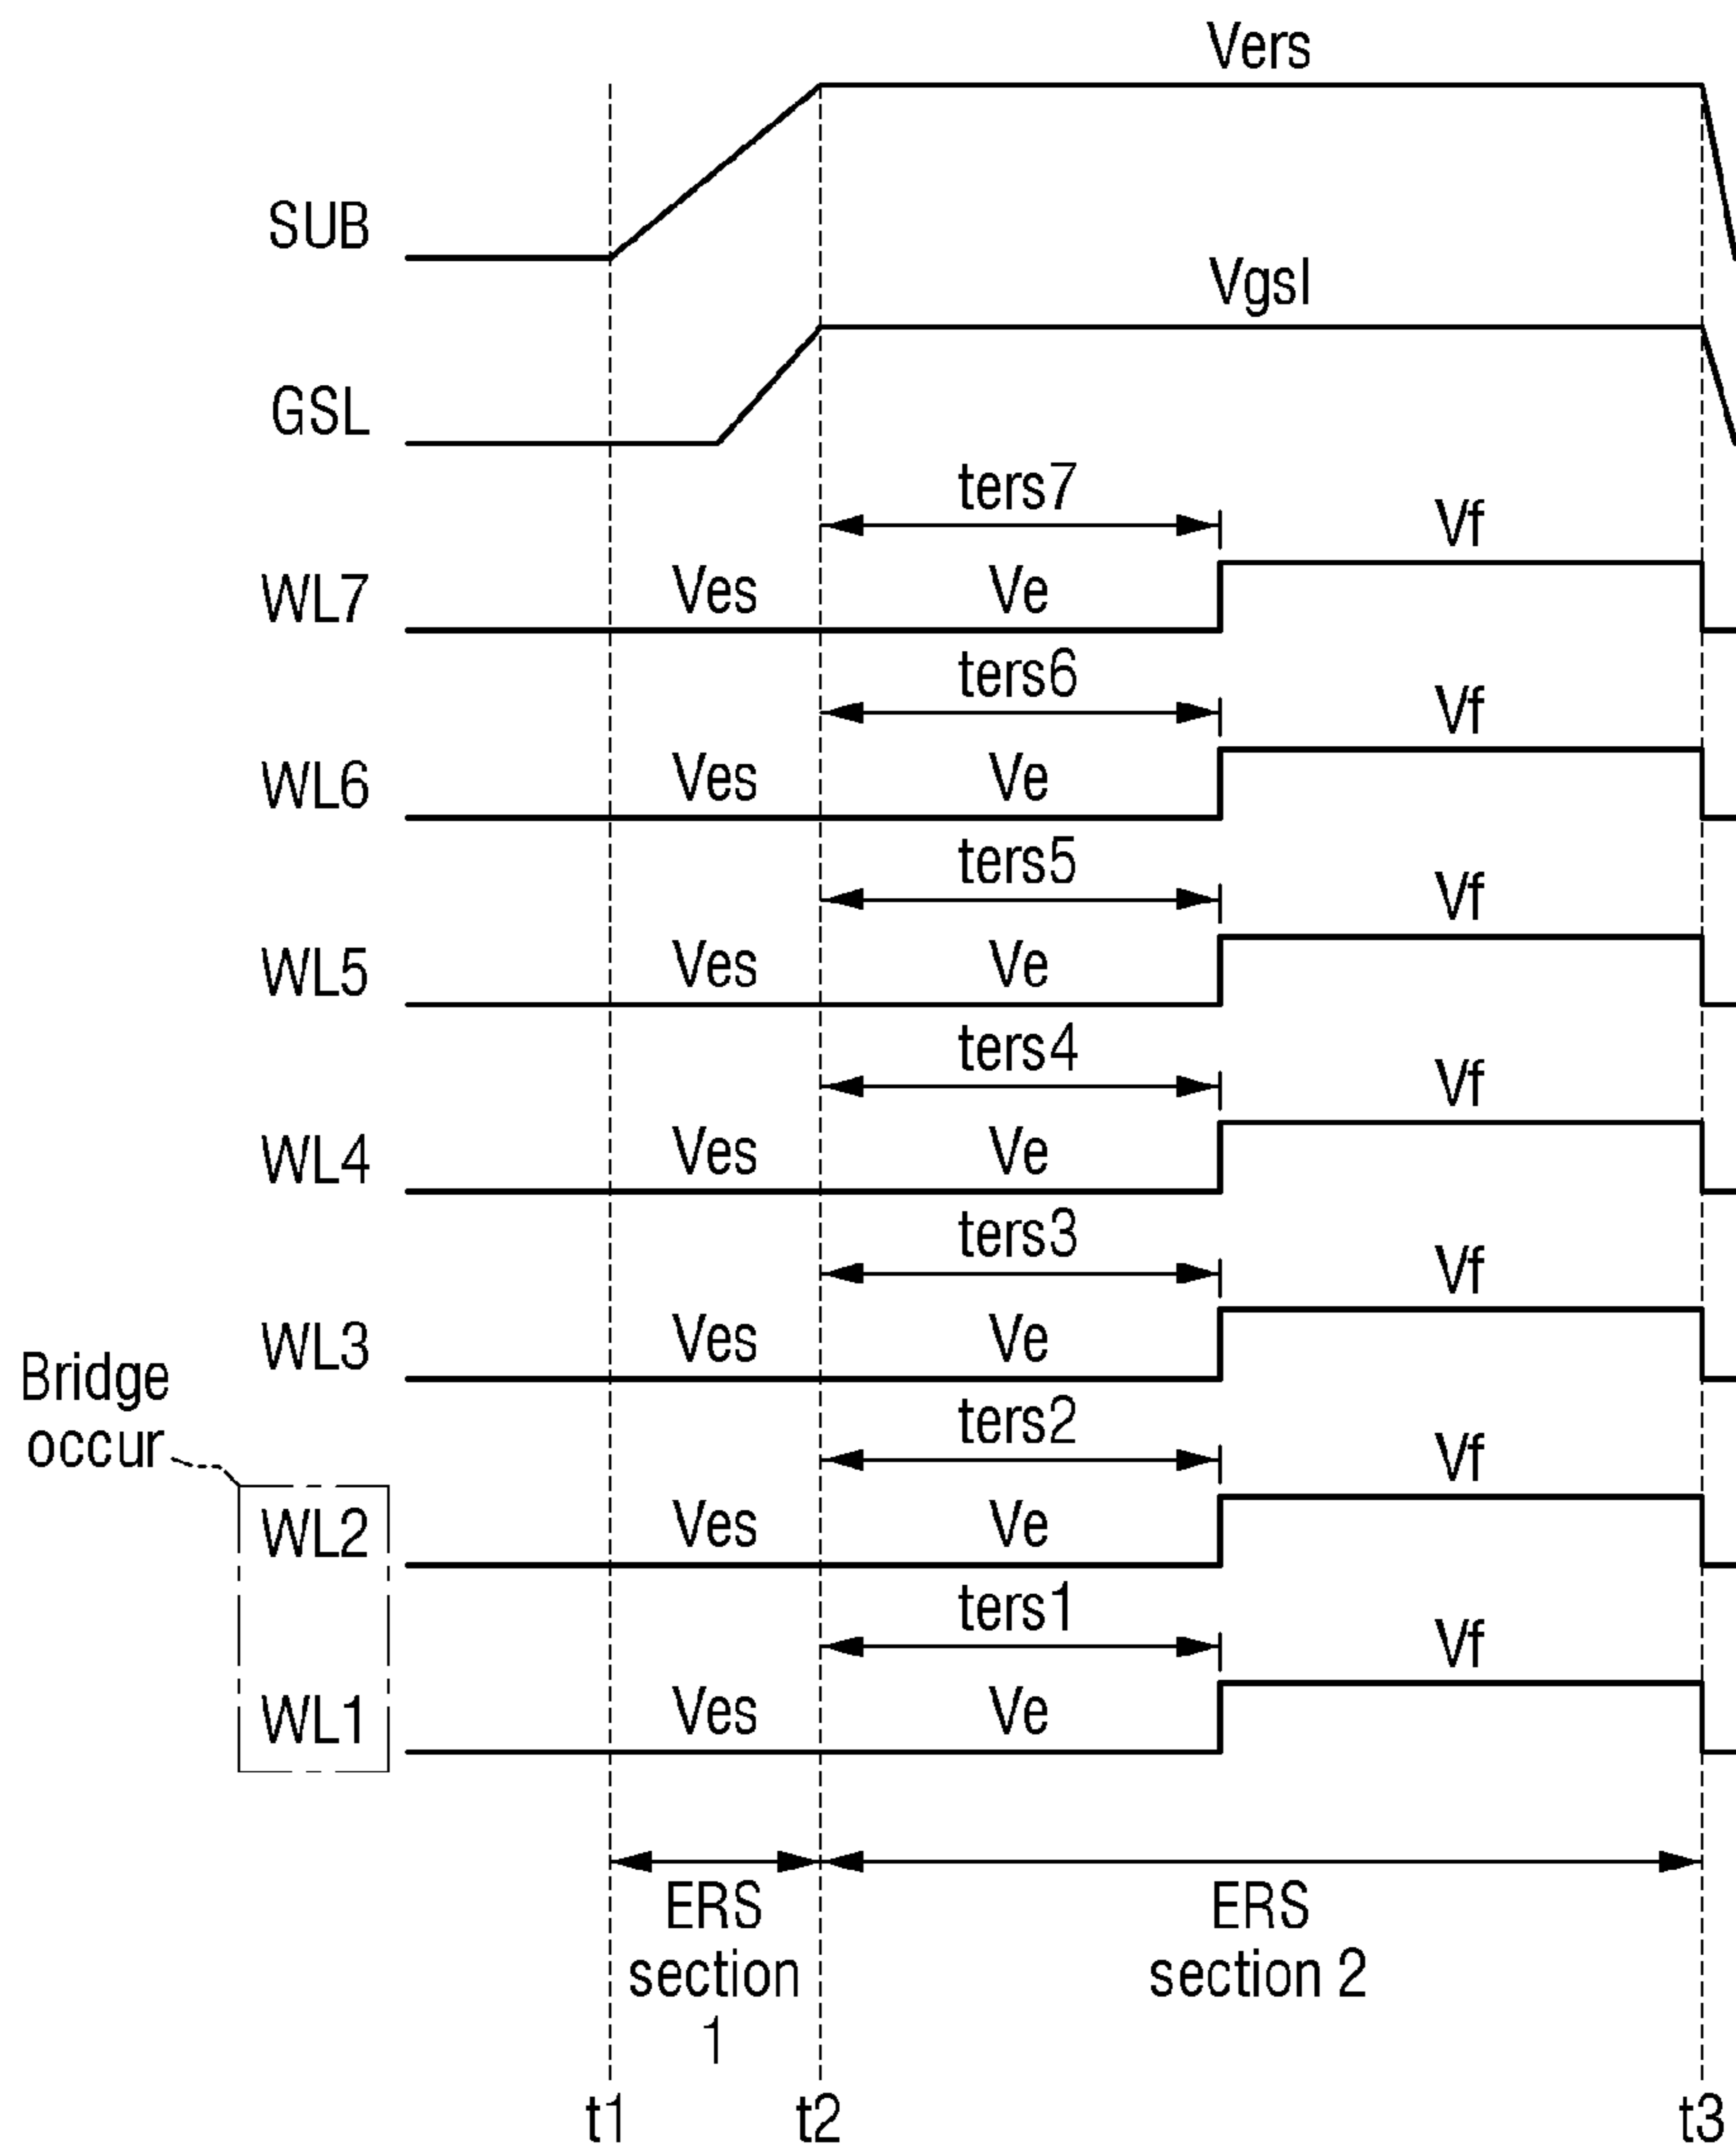 Vers
SUB
Vgsl
GSL
ters7
Vf
WL7 Ves Ve
ters6
Vf
WL6 Ves Ve
ters5
Vf
WL5 Ves Ve
ters4
Vf
WL4 Ves Ve
ters3
Vf
WL3 Ves Ve
Bridge
occur
ters2
Vf
WL2 Ves Ve
ters1
Vf
WL1 Ves Ve
ERS
section
1
ERS
section 2
t1 t2 t3